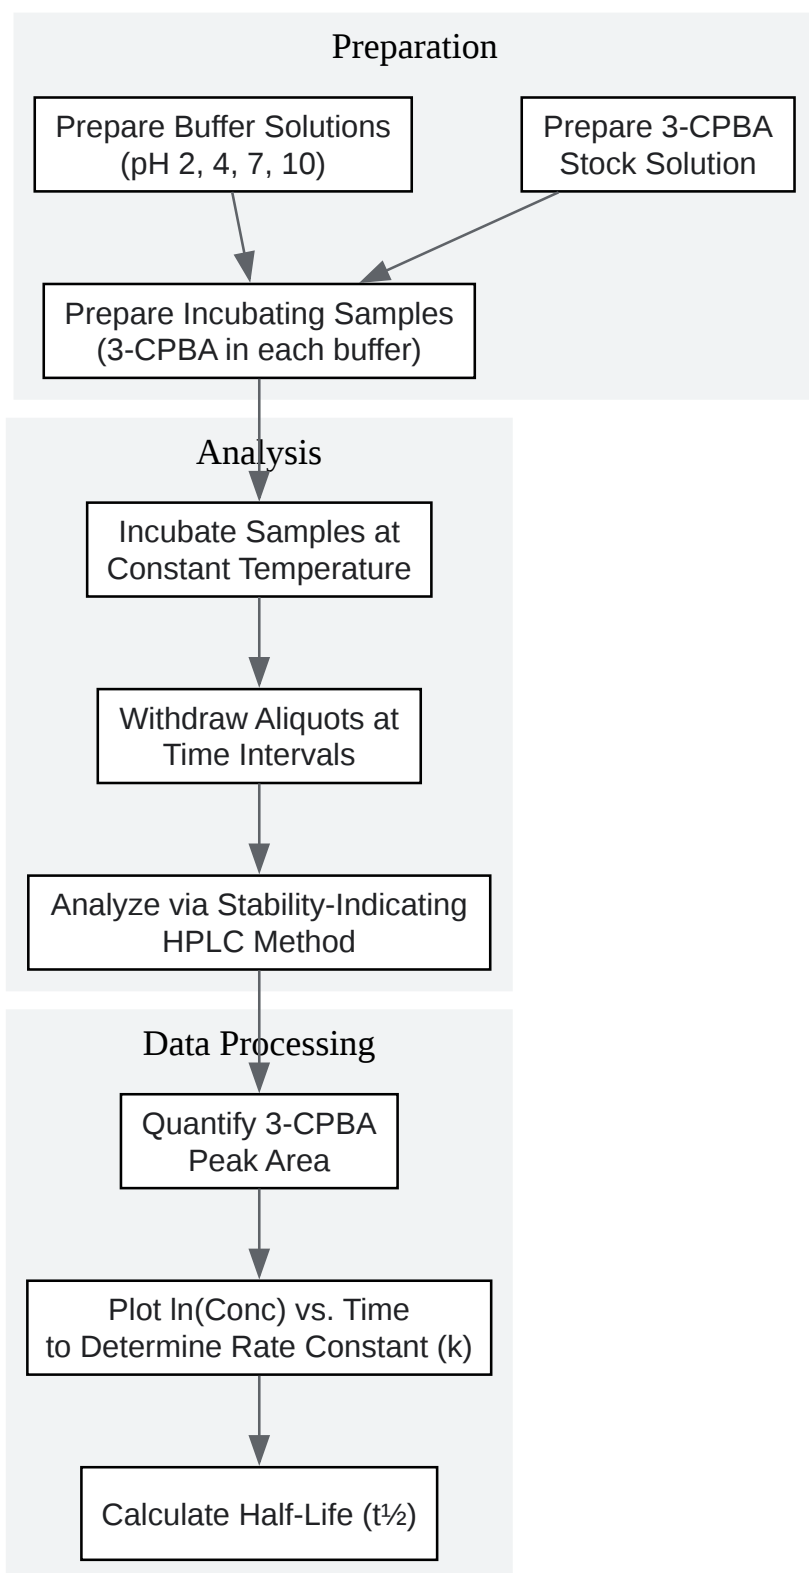 Preparation
Prepare Buffer Solutions
(pH 2, 4, 7, 10)
Prepare 3-CPBA
Stock Solution
Prepare Incubating Samples
(3-CPBA in each buffer)
Analysis
Incubate Samples at
Constant Temperature
Withdraw Aliquots at
Time Intervals
Analyze via Stability-Indicating
HPLC Method
Data Processing
Quantify 3-CPBA
Peak Area
Plot ln(Conc) vs. Time
to Determine Rate Constant (k)
Calculate Half-Life (t½)